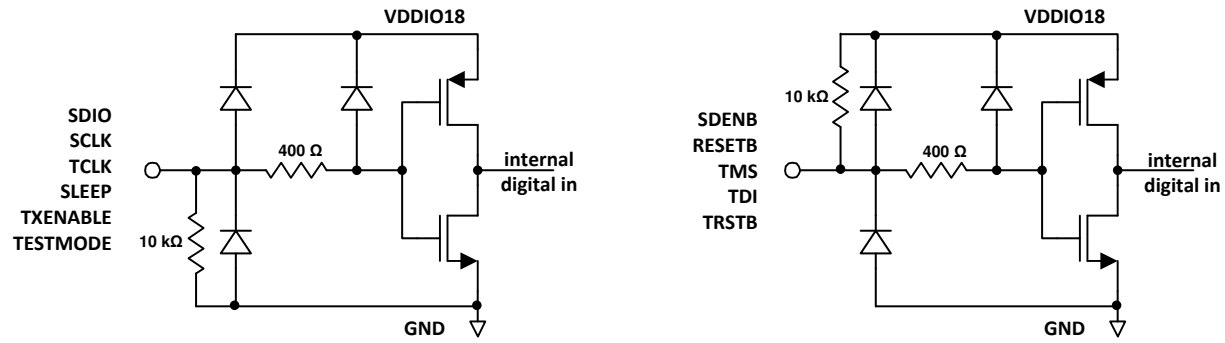 VDDIO18
SDIO
SCLK
TCLK
SLEEP
TXENABLE
TESTMODE
400 Ω
10 kΩ
internal
digital in
GND
VDDIO18
10 kΩ
SDENB
RESETB
TMS
TDI
TRSTB
400 Ω
internal
digital in
GND